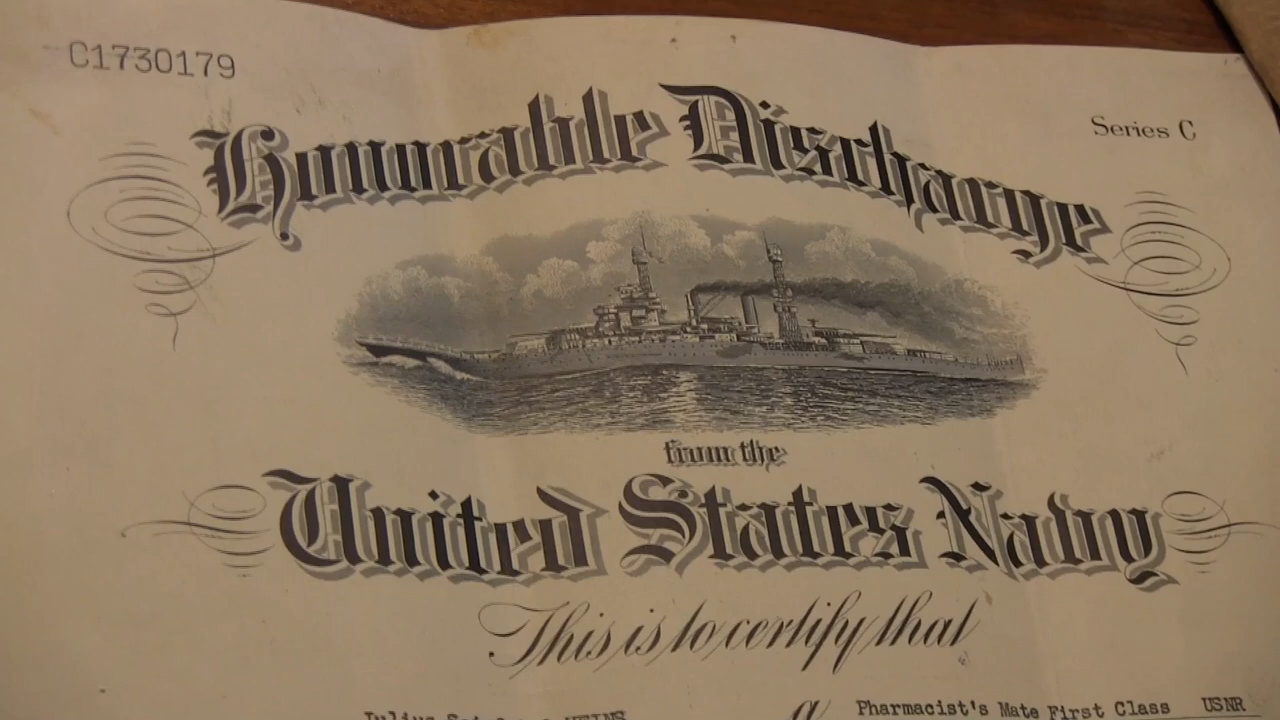 C1730179
Series C
Honorable Discharge
from the
United States Navy
This is to certify that
Julius
a Pharmacist's Mate First Class USNR